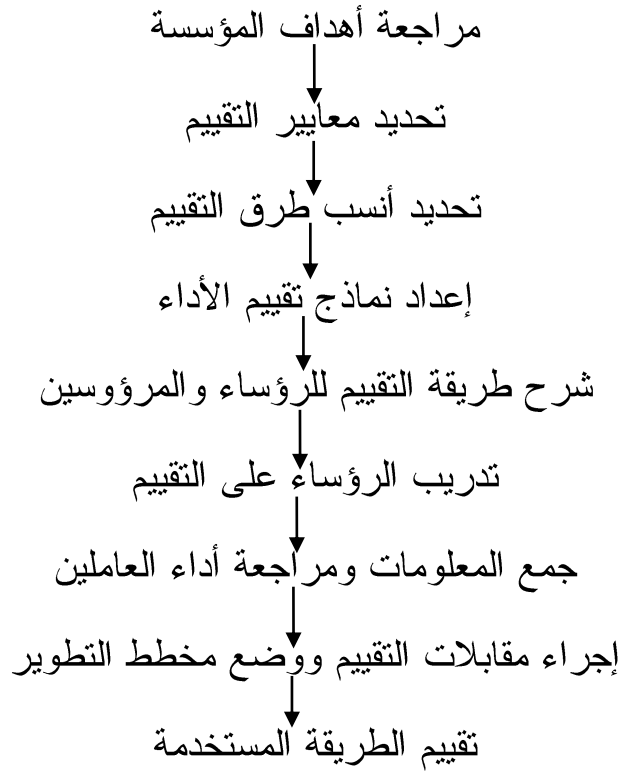 مراجعة أهداف المؤسسة
تحديد معايير التقييم
تحديد أنسب طرق التقييم
إعداد نماذج تقييم الأداء
شرح طريقة التقييم للرؤساء والمرؤوسين
تدريب الرؤساء على التقييم
جمع المعلومات ومراجعة أداء العاملين
إجراء مقابلات التقييم ووضع مخطط التطوير
تقييم الطريقة المستخدمة